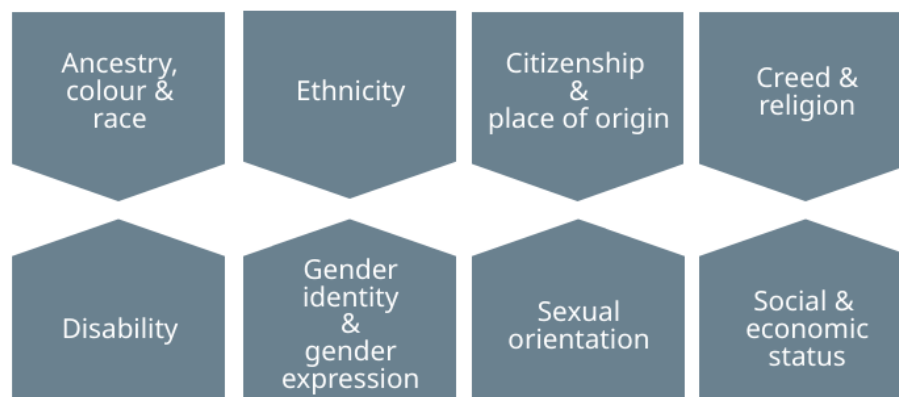 Ancestry,
colour &
race
Ethnicity
Citizenship
&
place of origin
Creed &
religion
Disability
Gender
identity
&
gender
expression
Sexual
orientation
Social &
economic
status